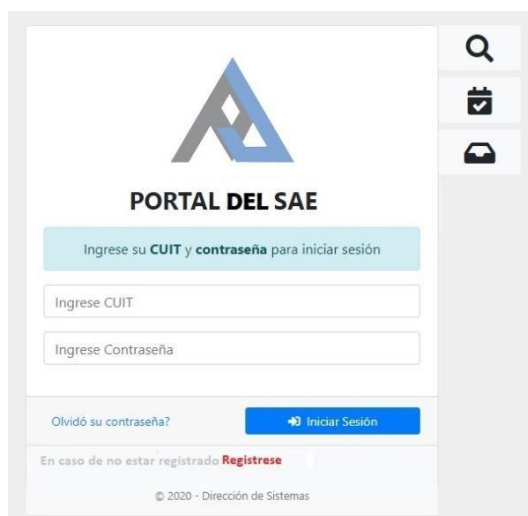 PORTAL DEL SAE
Ingrese su CUIT y contraseña para iniciar sesión
Ingrese CUIT
Ingrese Contraseña
Olvidó su contraseña?
Iniciar Sesión
En caso de no estar registrado Registrese
© 2020 - Dirección de Sistemas